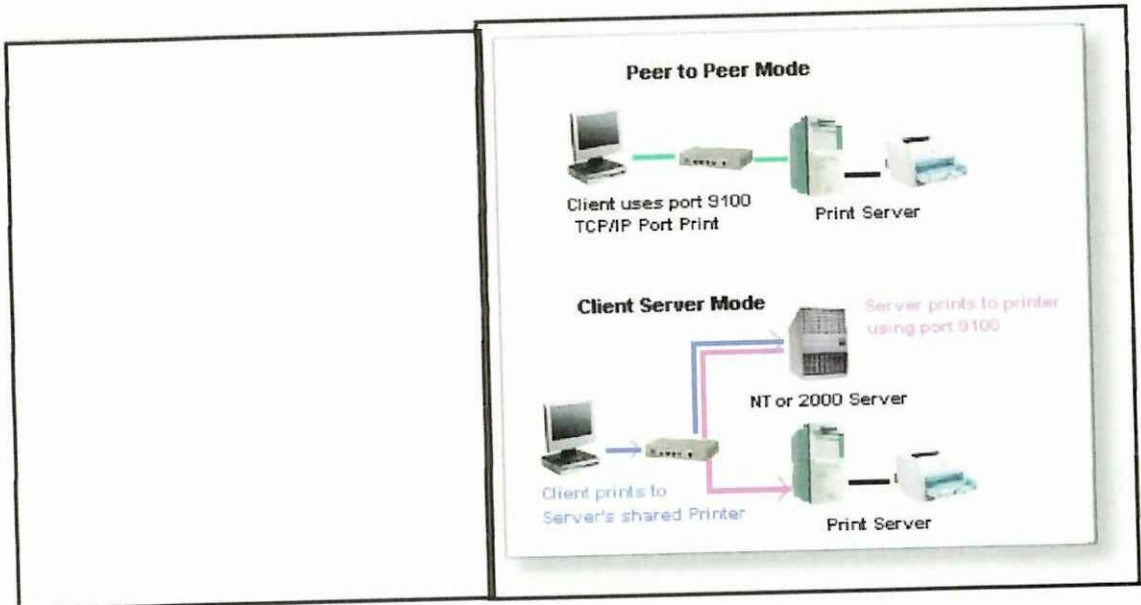 Peer to Peer Mode
Client uses port 9100
TCP/IP Port Print
Print Server
Client Server Mode
Server prints to printer
using port 9100
NT or 2000 Server
Client prints to
Server's shared Printer
Print Server